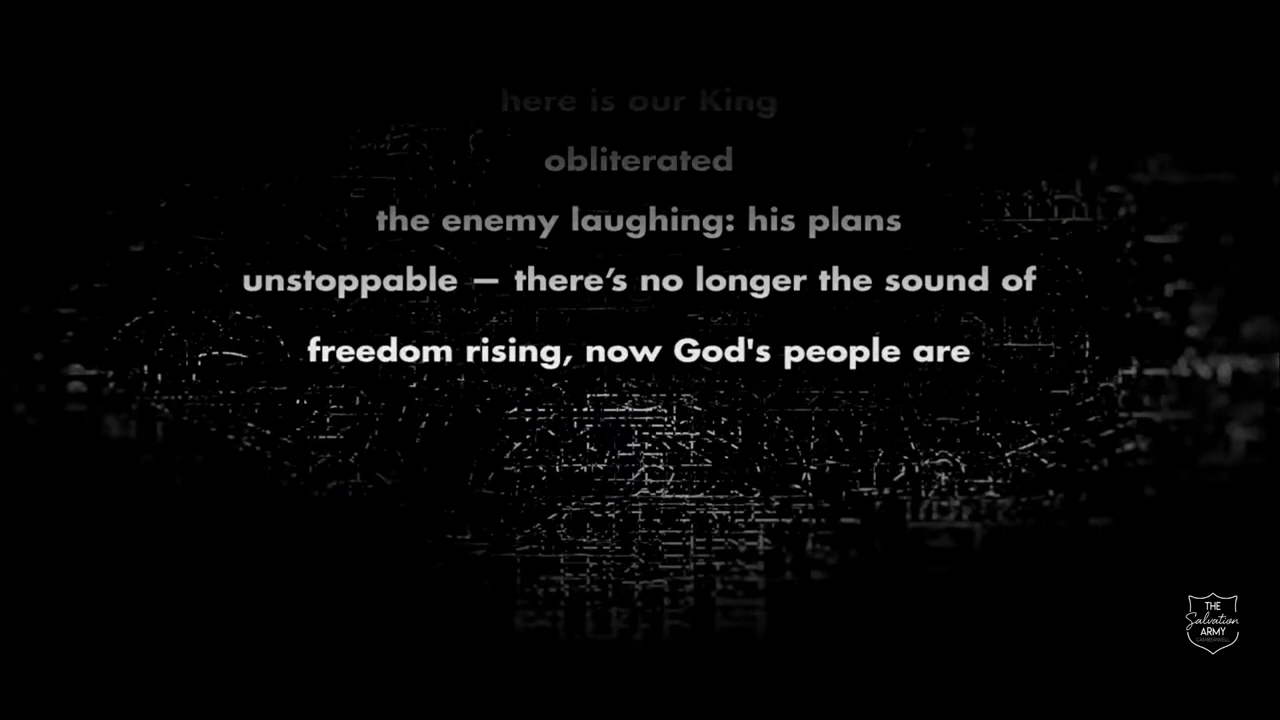 here is our King
obliterated
the enemy laughing: his plans
unstoppable — there’s no longer the sound of
freedom rising, now God's people are
THE
Salvation
ARMY
CAMBERWELL